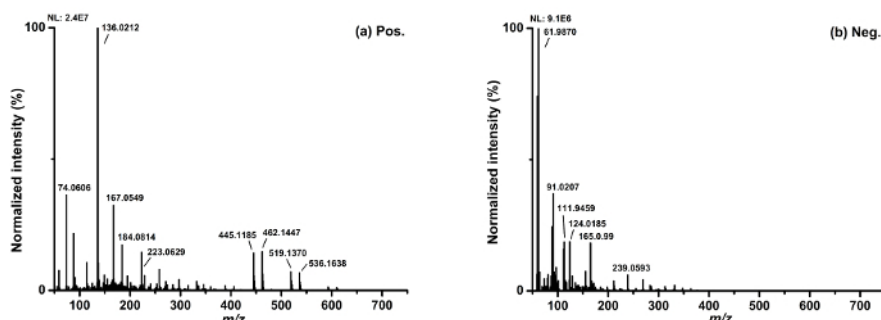 NL: 2.4E7
100
136.0212
(a) Pos.
Normalized intensity (%)
74.0606
167.0549
184.0814
223.0629
445.1185
462.1447
519.1370
536.1638
0
100 200 300 400 500 600 700
m/z
NL: 9.1E6
100
61.9870
(b) Neg.
Normalized intensity (%)
91.0207
111.9459
124.0185
165.0.99
239.0593
0
100 200 300 400 500 600 700
m/z